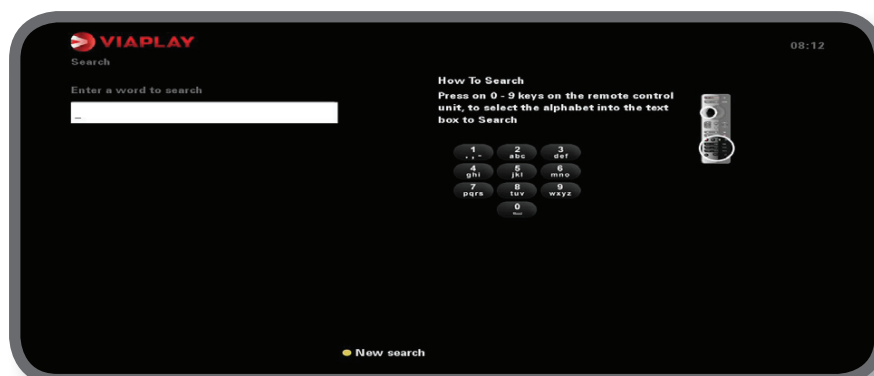 VIAPLAY
08:12
Search
Enter a word to search
_
How To Search
Press on 0 - 9 keys on the remote control
unit, to select the alphabet into the text
box to Search
1 2 3
. , - abc def
4 5 6
ghi jkl mno
7 8 9
pqrs tuv wxyz
0
New search